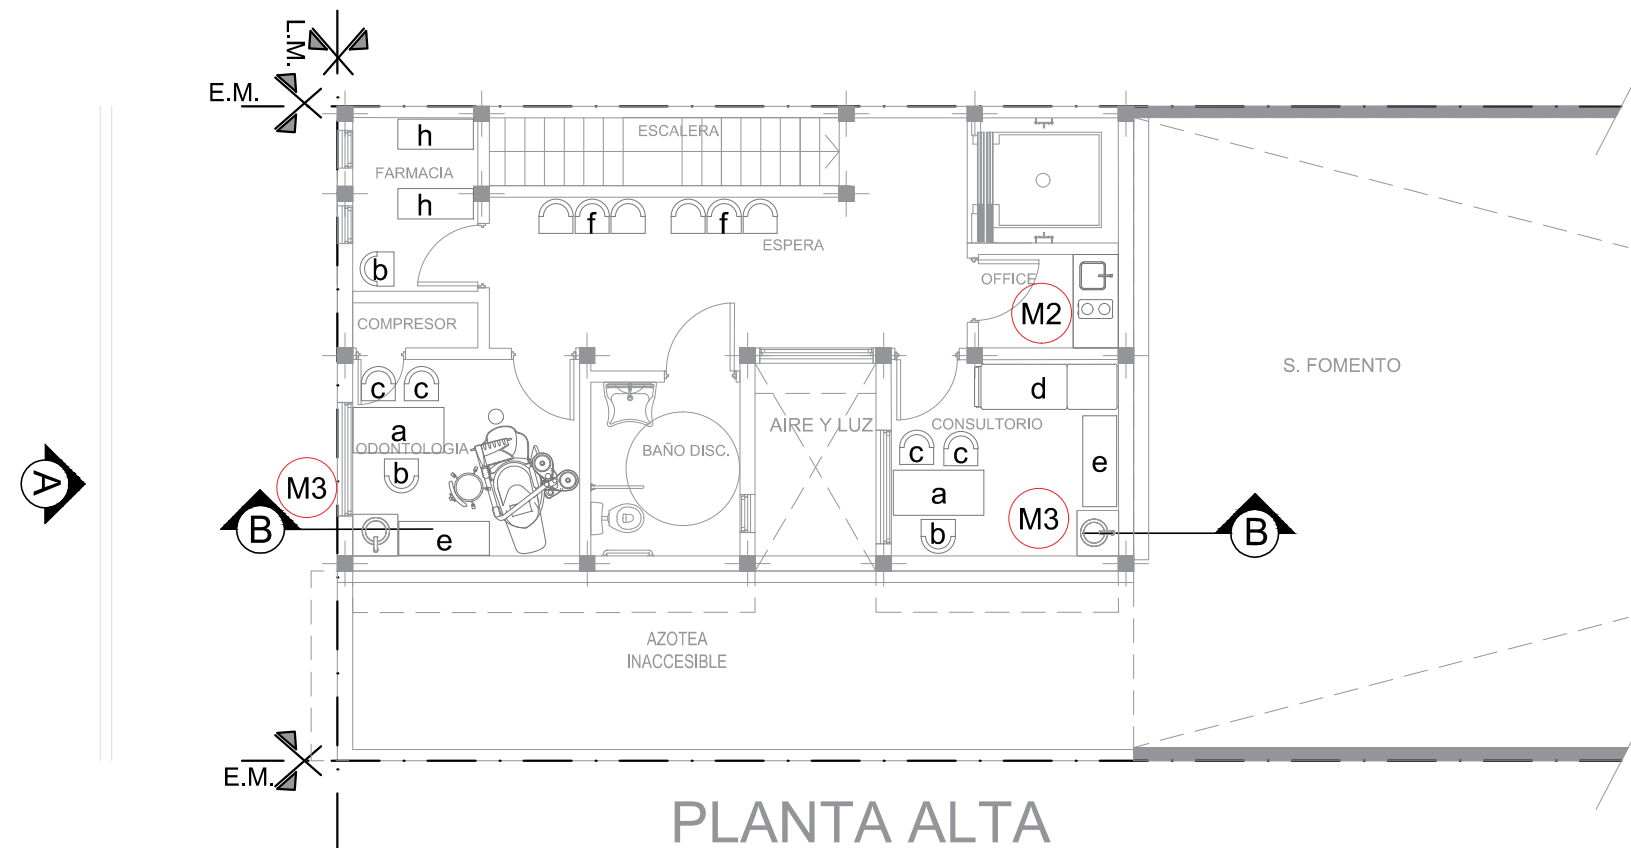 L.M.
E.M.
h
ESCALERA
FARMACIA
h
f
f
ESPERA
b
OFFICE
M2
COMPRESOR
S. FOMENTO
c
c
d
a
ODONTOLOGIA
BAÑO DISC.
AIRE Y LUZ
CONSULTORIO
c
c
e
b
a
A
M3
M3
B
e
b
B
AZOTEA
INACCESIBLE
E.M.
PLANTA ALTA